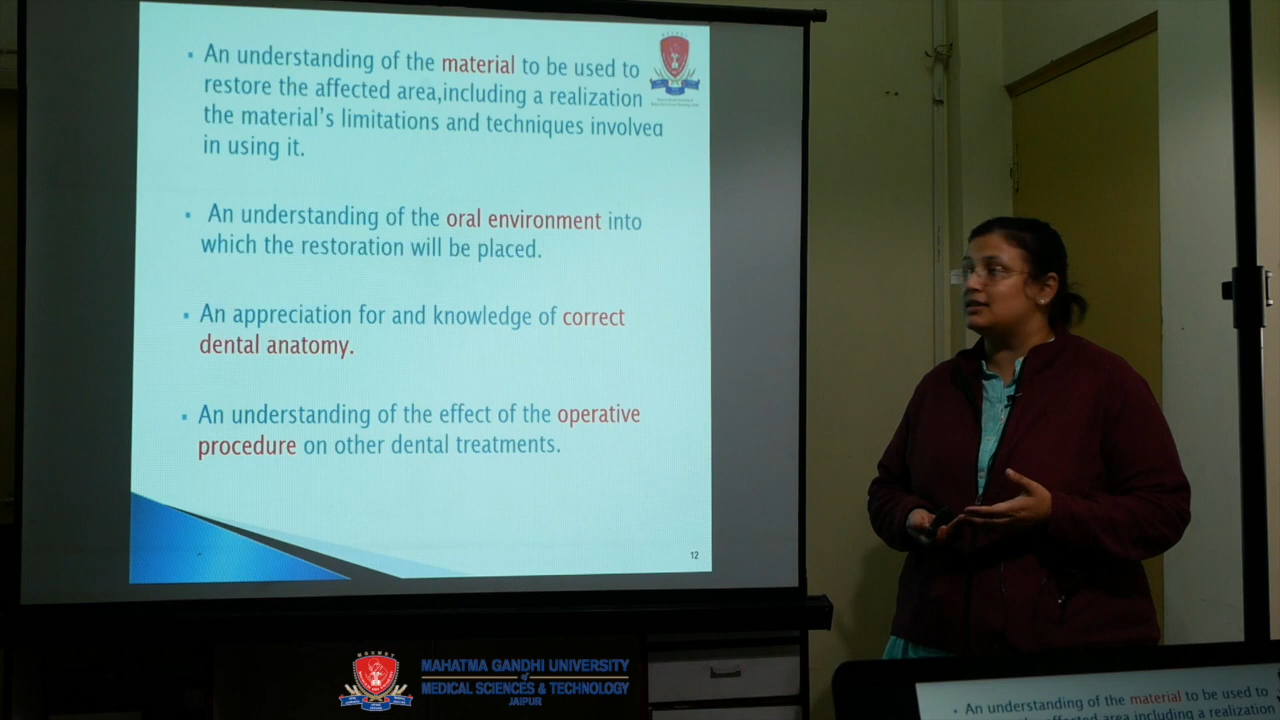 ▪ An understanding of the material to be used to
restore the affected area,including a realization
the material's limitations and techniques involved
in using it.
▪ An understanding of the oral environment into
which the restoration will be placed.
▪ An appreciation for and knowledge of correct
dental anatomy.
▪ An understanding of the effect of the operative
procedure on other dental treatments.
12
MAHATMA GANDHI UNIVERSITY
of
MEDICAL SCIENCES & TECHNOLOGY
JAIPUR
▪ An understanding of the material to be used to
affected area including a realization